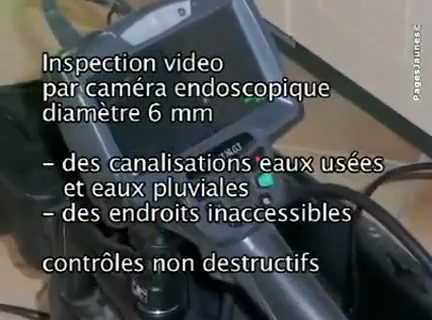 Inspection video
par caméra endoscopique
diamètre 6 mm
- des canalisations eaux usées
et eaux pluviales
- des endroits inaccessibles
contrôles non destructifs
PagesJaunes©